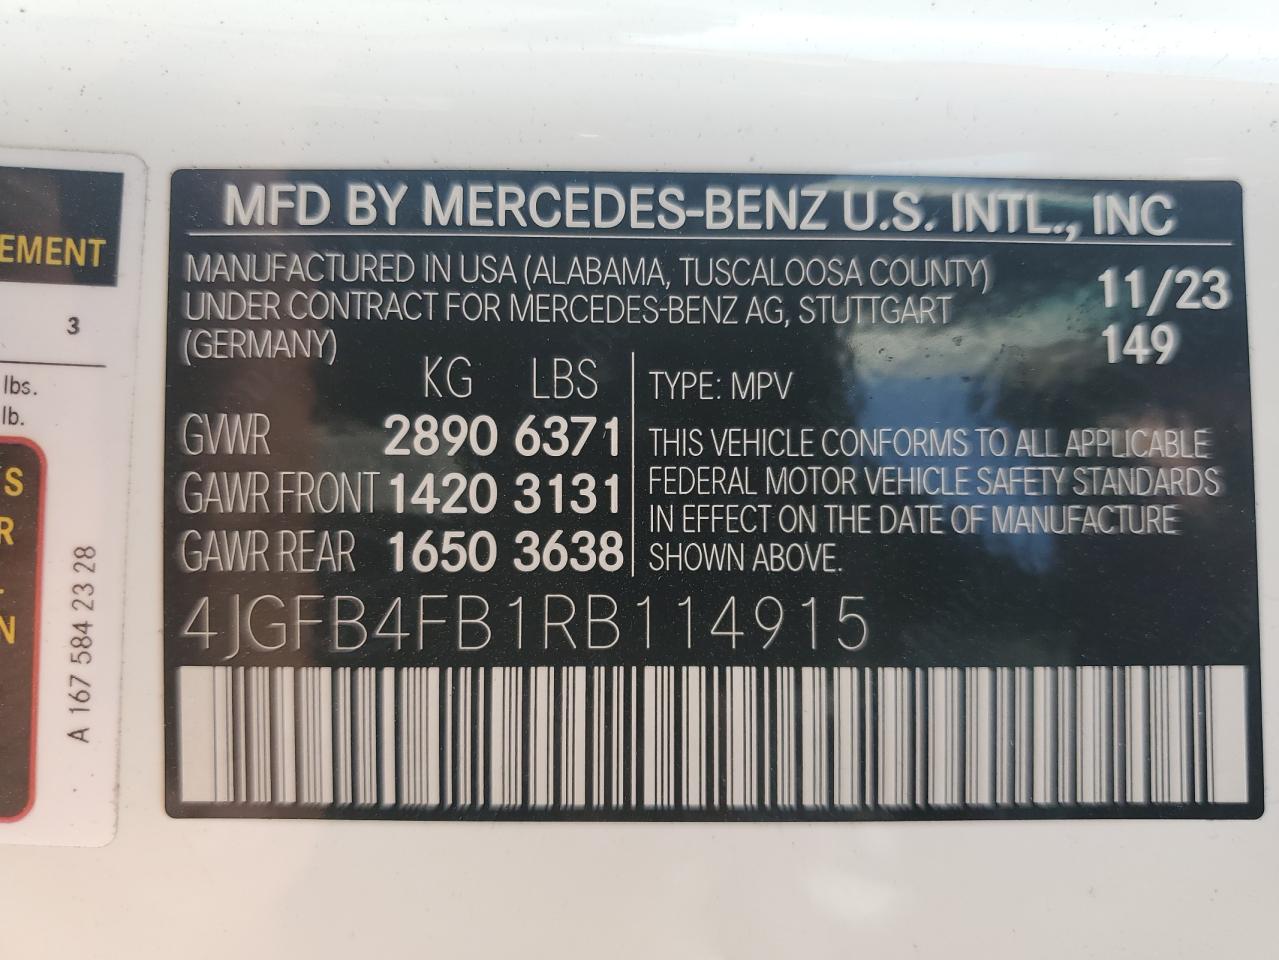 MFD BY MERCEDES-BENZ U.S. INTL., INC
MANUFACTURED IN USA (ALABAMA, TUSCALOOSA COUNTY)
UNDER CONTRACT FOR MERCEDES-BENZ AG, STUTTGART
(GERMANY)
11/23
149
KG LBS
GVWR 2890 6371
GAWR FRONT 1420 3131
GAWR REAR 1650 3638
TYPE: MPV
THIS VEHICLE CONFORMS TO ALL APPLICABLE
FEDERAL MOTOR VEHICLE SAFETY STANDARDS
IN EFFECT ON THE DATE OF MANUFACTURE
SHOWN ABOVE.
4JGFB4FB1RB114915
EMENT
3
lbs.
lb.
S
R
N
A 167 584 23 28